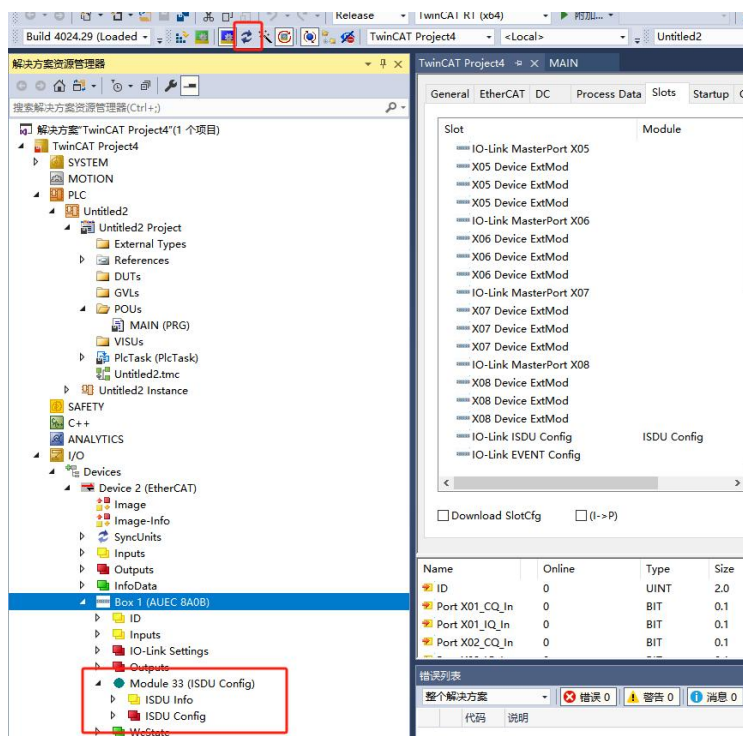 Release
TwinCAT RT (x64)
附加...
Build 4024.29 (Loaded
TwinCAT Project4
<Local>
Untitled2
解决方案资源管理器
搜索解决方案资源管理器(Ctrl+;)
解决方案"TwinCAT Project4"(1 个项目)
TwinCAT Project4
SYSTEM
MOTION
PLC
Untitled2
Untitled2 Project
External Types
References
DUTs
GVLs
POUs
MAIN (PRG)
VISUs
PlcTask (PlcTask)
Untitled2.tmc
Untitled2 Instance
SAFETY
C++
ANALYTICS
I/O
Devices
Device 2 (EtherCAT)
Image
Image-Info
SyncUnits
Inputs
Outputs
InfoData
Box 1 (AUEC 8A0B)
ID
Inputs
IO-Link Settings
Outputs
Module 33 (ISDU Config)
ISDU Info
ISDU Config
WcState
TwinCAT Project4
MAIN
General EtherCAT DC Process Data Slots Startup
Slot Module
IO-Link MasterPort X05
X05 Device ExtMod
X05 Device ExtMod
X05 Device ExtMod
IO-Link MasterPort X06
X06 Device ExtMod
X06 Device ExtMod
X06 Device ExtMod
IO-Link MasterPort X07
X07 Device ExtMod
X07 Device ExtMod
X07 Device ExtMod
IO-Link MasterPort X08
X08 Device ExtMod
X08 Device ExtMod
X08 Device ExtMod
IO-Link ISDU Config ISDU Config
IO-Link EVENT Config
Download SlotCfg (I->P)
Name Online Type Size
ID 0 UINT 2.0
Port X01_CQ_In 0 BIT 0.1
Port X01_IQ_In 0 BIT 0.1
Port X02_CQ_In 0 BIT 0.1
错误列表
整个解决方案 错误 0 警告 0 消息 0
代码 说明